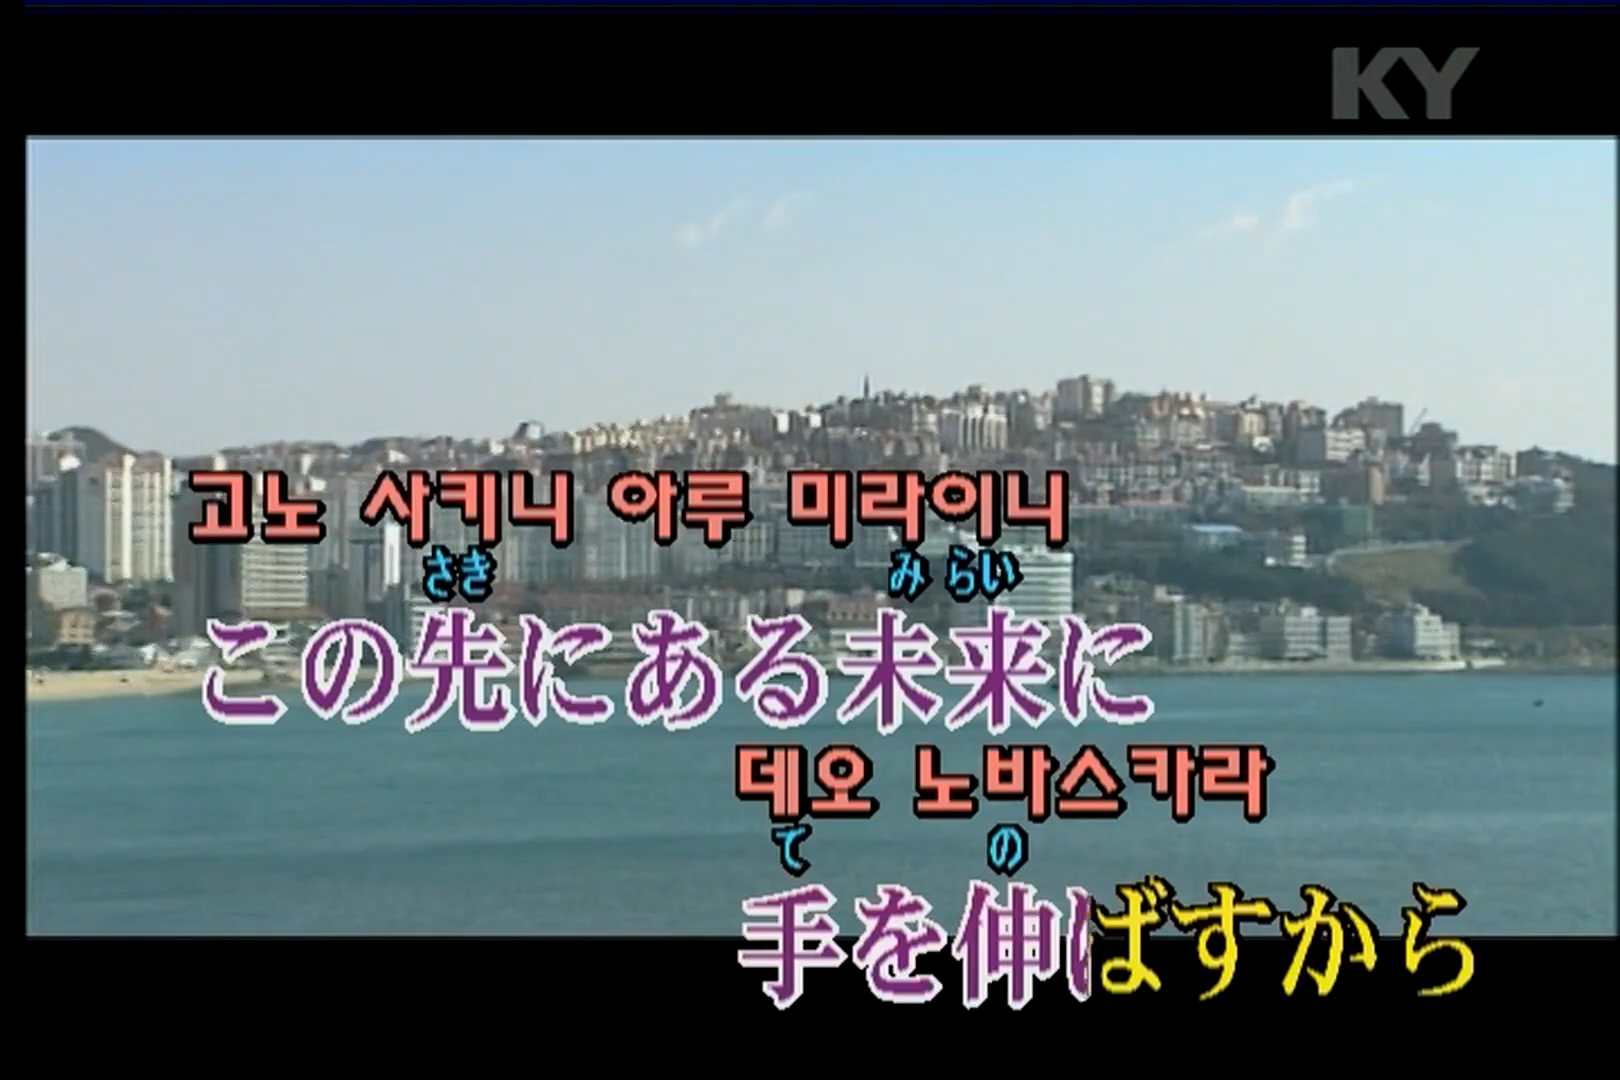 KY
고노 사키니 아루 미라이니
さき みらい
この先にある未来に
데오 노바스카라
て の
手を伸ばすから